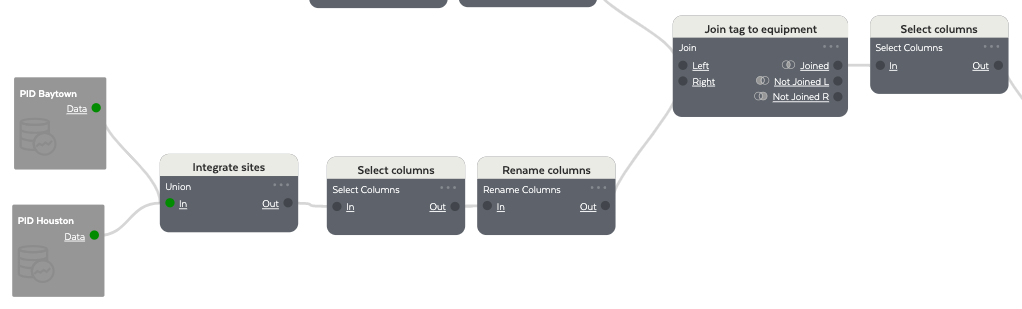 Join tag to equipment
Join
Left
Joined
Right
Not Joined L
Not Joined R
Select columns
Select Columns
In
Out
PID Baytown
Data
PID Houston
Data
Integrate sites
Union
In
Out
Select columns
Select Columns
In
Out
Rename columns
Rename Columns
In
Out